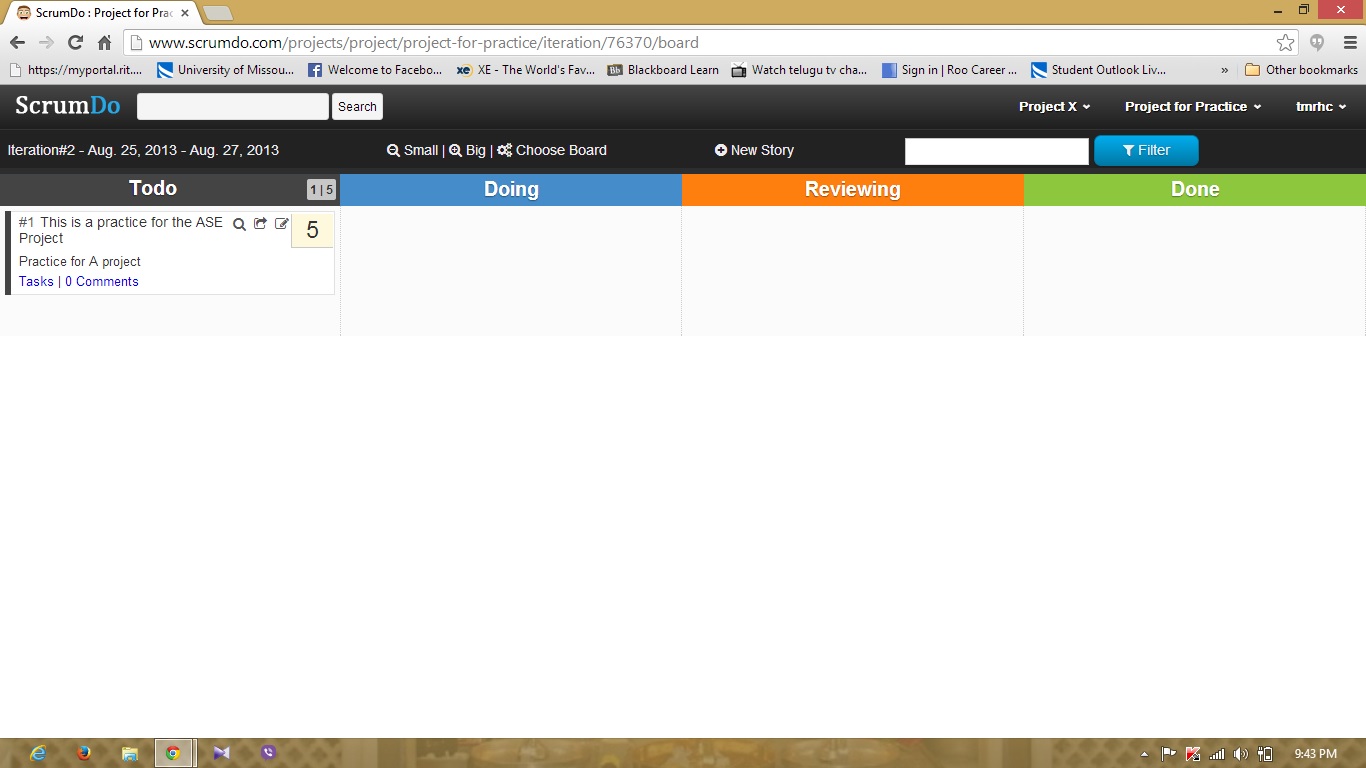 ScrumDo : Project for Prac
www.scrumdo.com/projects/project/project-for-practice/iteration/76370/board
https://myportal.rit.... University of Missou... Welcome to Facebo... XE - The World's Fav... Bb Blackboard Learn Watch telugu tv cha... Sign in | Roo Career ... Student Outlook Liv... » Other bookmarks
ScrumDo Search Project X Project for Practice tmrhc
Iteration#2 - Aug. 25, 2013 - Aug. 27, 2013 Small | Big | Choose Board New Story Filter
Todo 1 | 5 Doing Reviewing Done
#1 This is a practice for the ASE 5
Project
Practice for A project
Tasks | 0 Comments
9:43 PM